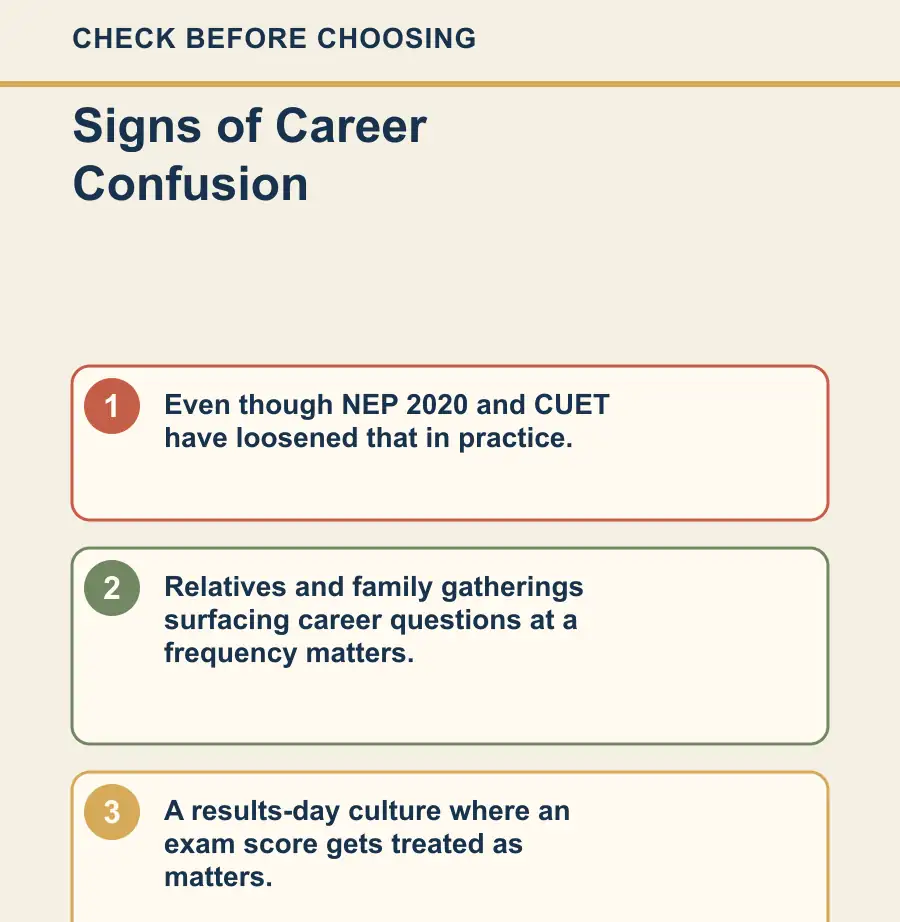 CHECK BEFORE CHOOSING
Signs of Career
Confusion
1
Even though NEP 2020 and CUET
have loosened that in practice.
2
Relatives and family gatherings
surfacing career questions at a
frequency matters.
3
A results-day culture where an
exam score gets treated as
matters.